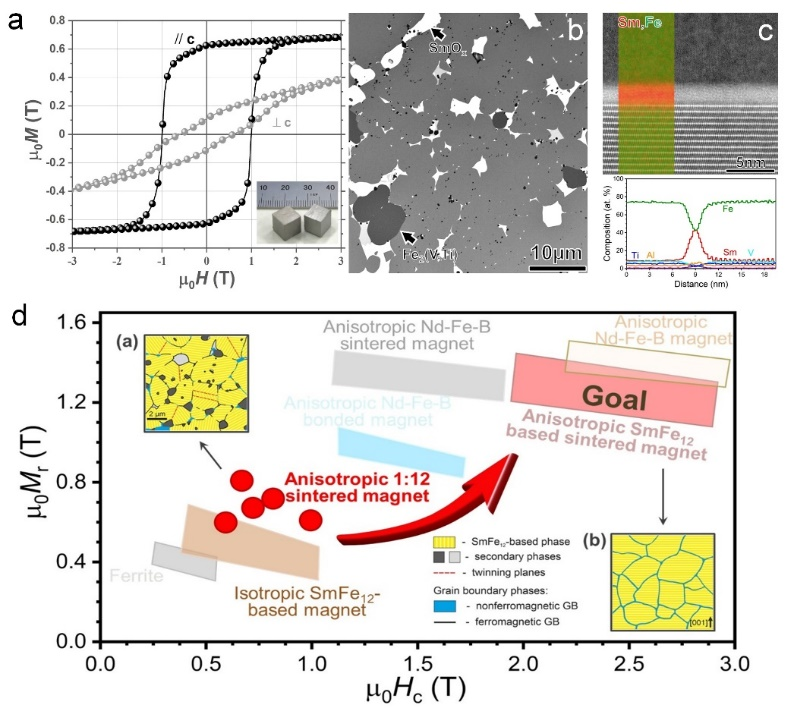 a
// c
⊥ c
0.8
0.6
0.4
0.2
0
-0.2
-0.4
-0.6
-0.8
μ₀M (T)
-3 -2 -1 0 1 2 3
μ₀H (T)
10 20 30 40
b
SmOₓ
Fe₂(V,Ti)
10μm
c
Sm,Fe
5nm
Composition (at. %)
100
80
60
40
20
0
Fe
Ti Al Sm V
0 3 6 9 12 15 18
Distance (nm)
d
μ₀Mᵣ (T)
1.6
1.2
0.8
0.4
0.0
0.0 0.5 1.0 1.5 2.0 2.5 3.0
μ₀H꜀ (T)
(a)
2 μm
Anisotropic Nd-Fe-B
sintered magnet
Anisotropic
Nd-Fe-B magnet
Goal
Anisotropic SmFe₁₂
based sintered magnet
Anisotropic Nd-Fe-B
bonded magnet
Anisotropic 1:12
sintered magnet
Ferrite
Isotropic SmFe₁₂-
based magnet
- SmFe₁₂-based phase
- secondary phases
- twinning planes
Grain boundary phases:
- nonferromagnetic GB
- ferromagnetic GB
(b)
[001]